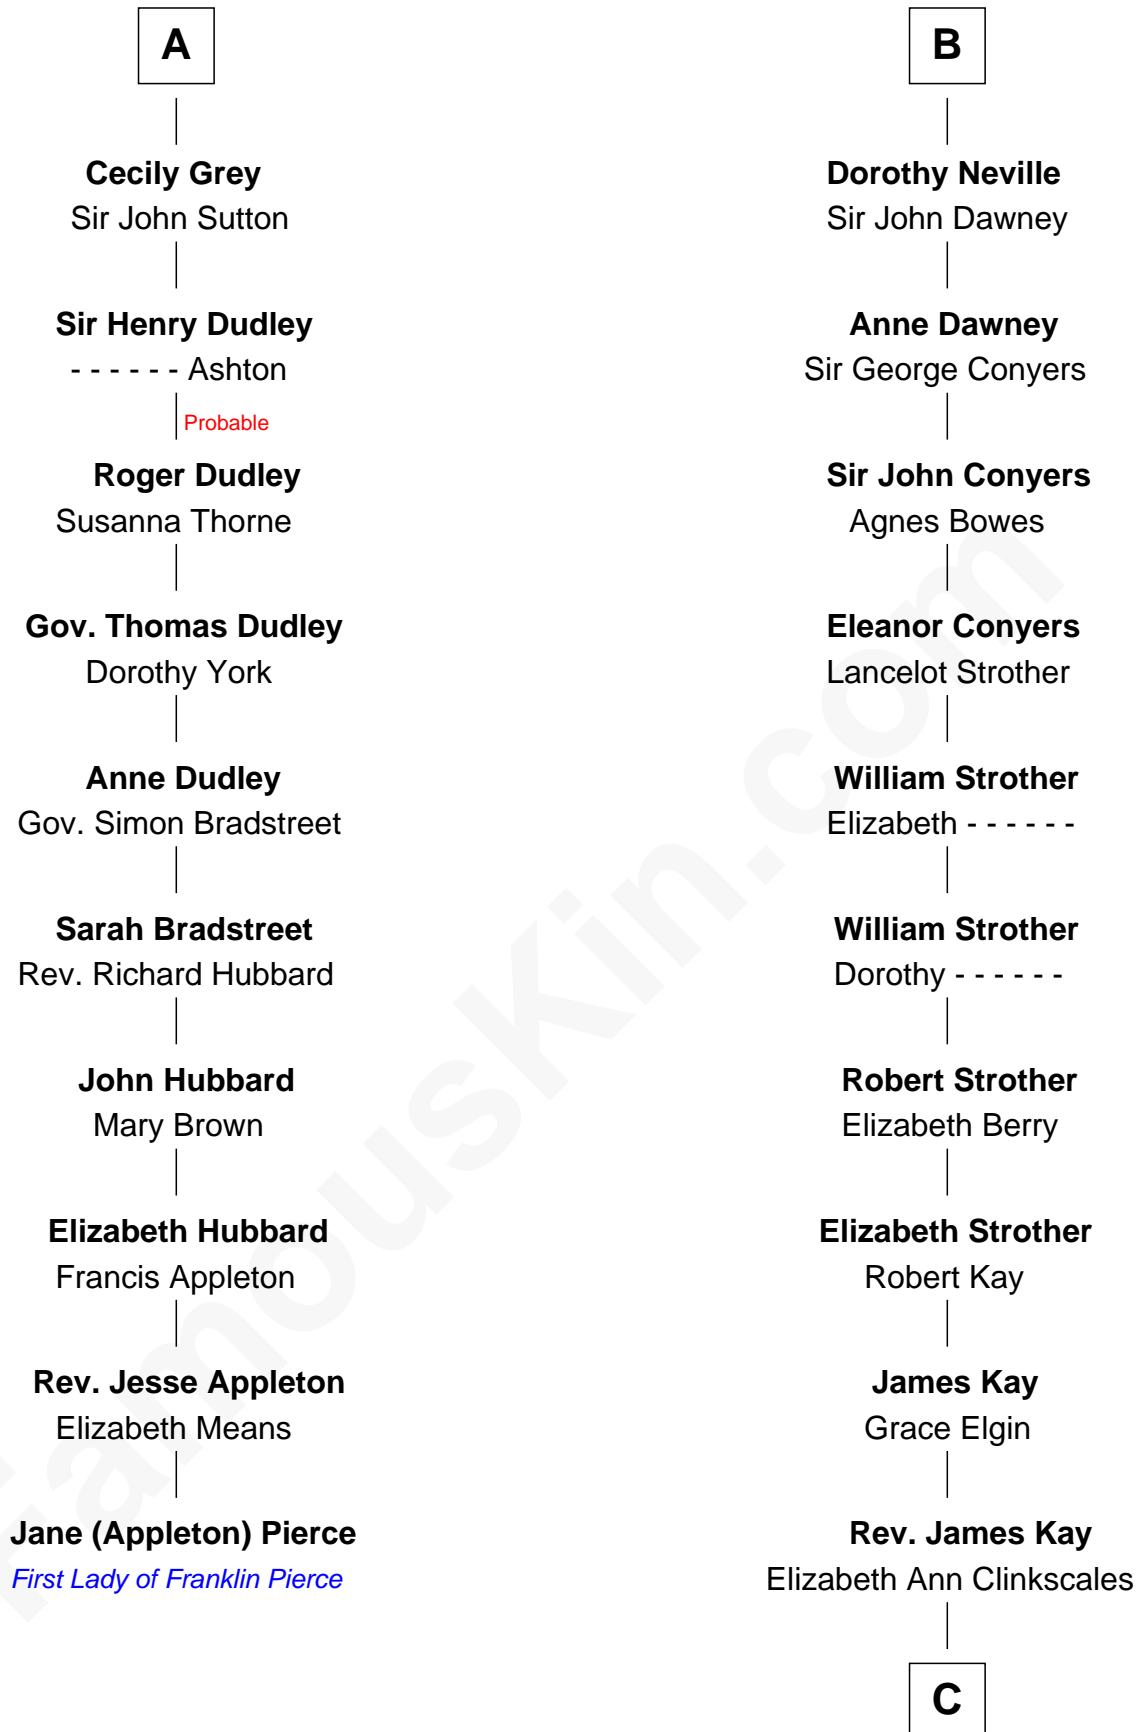 A
Cecily Grey
Sir John Sutton
Sir Henry Dudley
- - - - - - Ashton
Probable
Roger Dudley
Susanna Thorne
Gov. Thomas Dudley
Dorothy York
Anne Dudley
Gov. Simon Bradstreet
Sarah Bradstreet
Rev. Richard Hubbard
John Hubbard
Mary Brown
Elizabeth Hubbard
Francis Appleton
Rev. Jesse Appleton
Elizabeth Means
Jane (Appleton) Pierce
First Lady of Franklin Pierce
B
Dorothy Neville
Sir John Dawney
Anne Dawney
Sir George Conyers
Sir John Conyers
Agnes Bowes
Eleanor Conyers
Lancelot Strother
William Strother
Elizabeth - - - - - -
William Strother
Dorothy - - - - - -
Robert Strother
Elizabeth Berry
Elizabeth Strother
Robert Kay
James Kay
Grace Elgin
Rev. James Kay
Elizabeth Ann Clinkscales
C
FamousKin.com